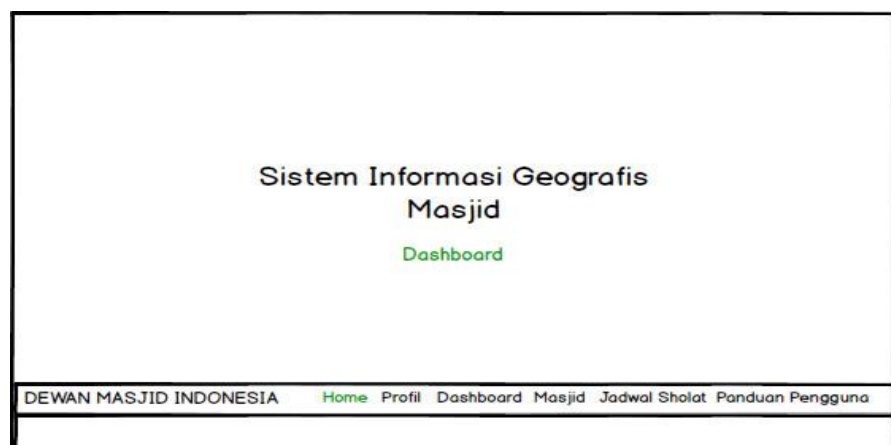 Sistem Informasi Geografis
Masjid
Dashboard
DEWAN MASJID INDONESIA Home Profil Dashboard Masjid Jadwal Sholat Panduan Pengguna